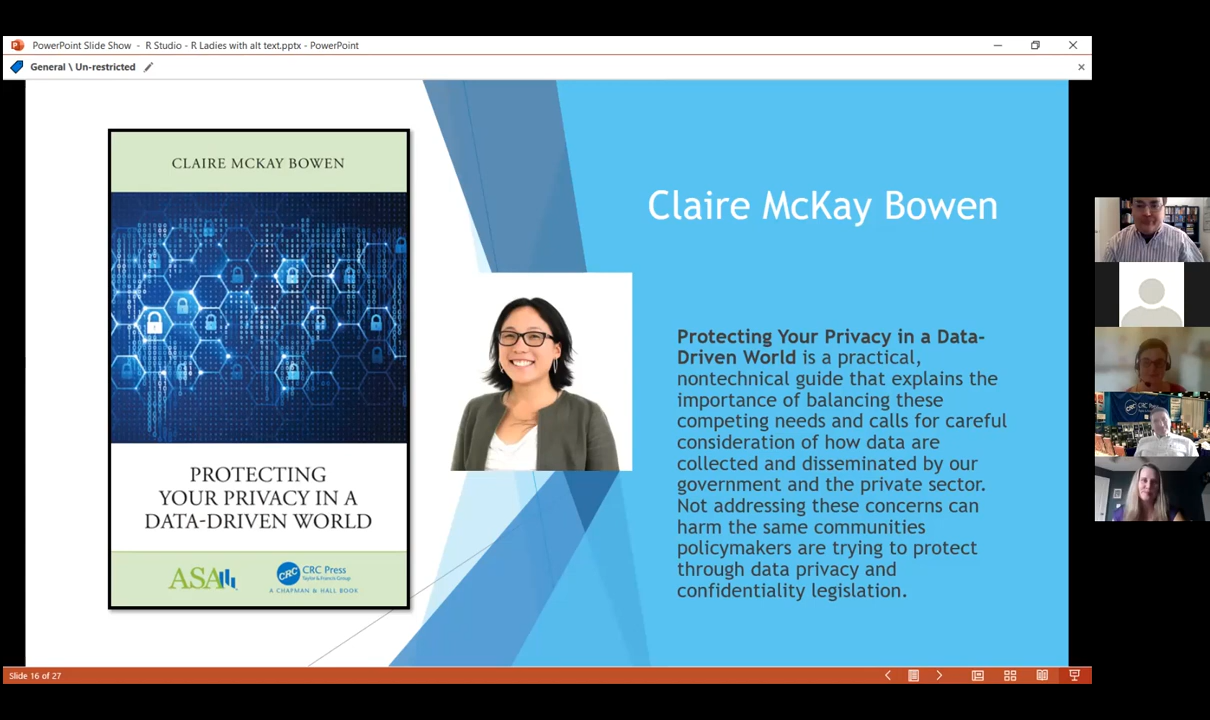 PowerPoint Slide Show - R Studio - R Ladies with alt text.pptx - PowerPoint
General \ Un-restricted
CLAIRE MCKAY BOWEN
PROTECTING
YOUR PRIVACY IN A
DATA-DRIVEN WORLD
ASA
CRC
CRC Press
Taylor & Francis Group
A CHAPMAN & HALL BOOK
Claire McKay Bowen
Protecting Your Privacy in a Data-
Driven World is a practical,
nontechnical guide that explains the
importance of balancing these
competing needs and calls for careful
consideration of how data are
collected and disseminated by our
government and the private sector.
Not addressing these concerns can
harm the same communities
policymakers are trying to protect
through data privacy and
confidentiality legislation.
CRC Press
Slide 16 of 27